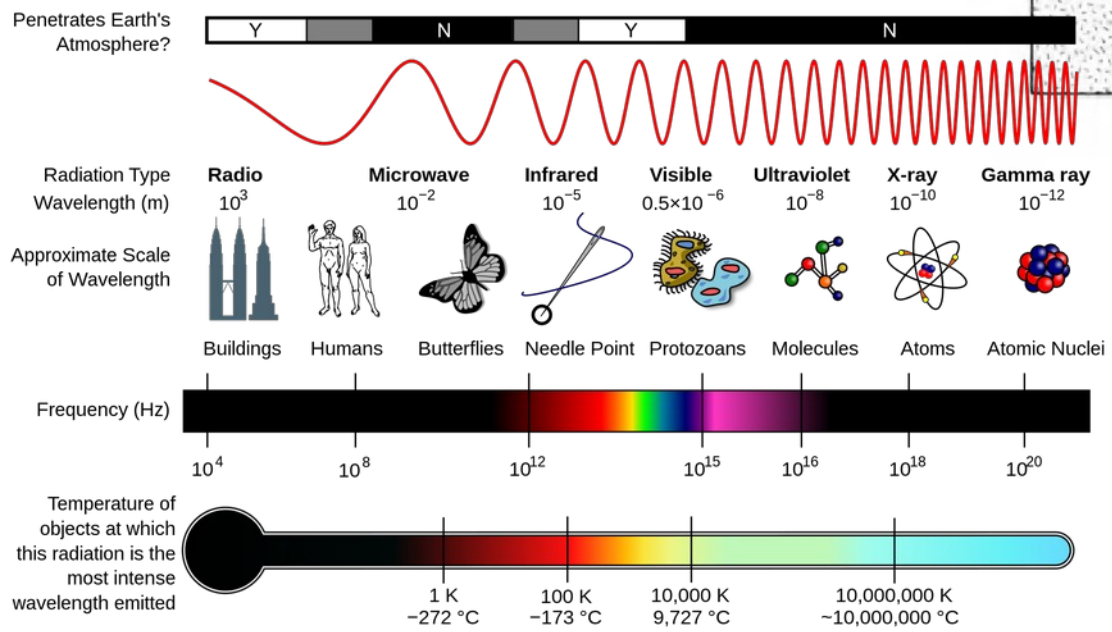 Penetrates Earth's
Atmosphere?
Y N Y N
Radiation Type
Radio Microwave Infrared Visible Ultraviolet X-ray Gamma ray
Wavelength (m)
10³ 10⁻² 10⁻⁵ 0.5×10⁻⁶ 10⁻⁸ 10⁻¹⁰ 10⁻¹²
Approximate Scale
of Wavelength
Buildings Humans Butterflies Needle Point Protozoans Molecules Atoms Atomic Nuclei
Frequency (Hz)
10⁴ 10⁸ 10¹² 10¹⁵ 10¹⁶ 10¹⁸ 10²⁰
Temperature of
objects at which
this radiation is the
most intense
wavelength emitted
1 K 100 K 10,000 K 10,000,000 K
−272 °C −173 °C 9,727 °C ~10,000,000 °C